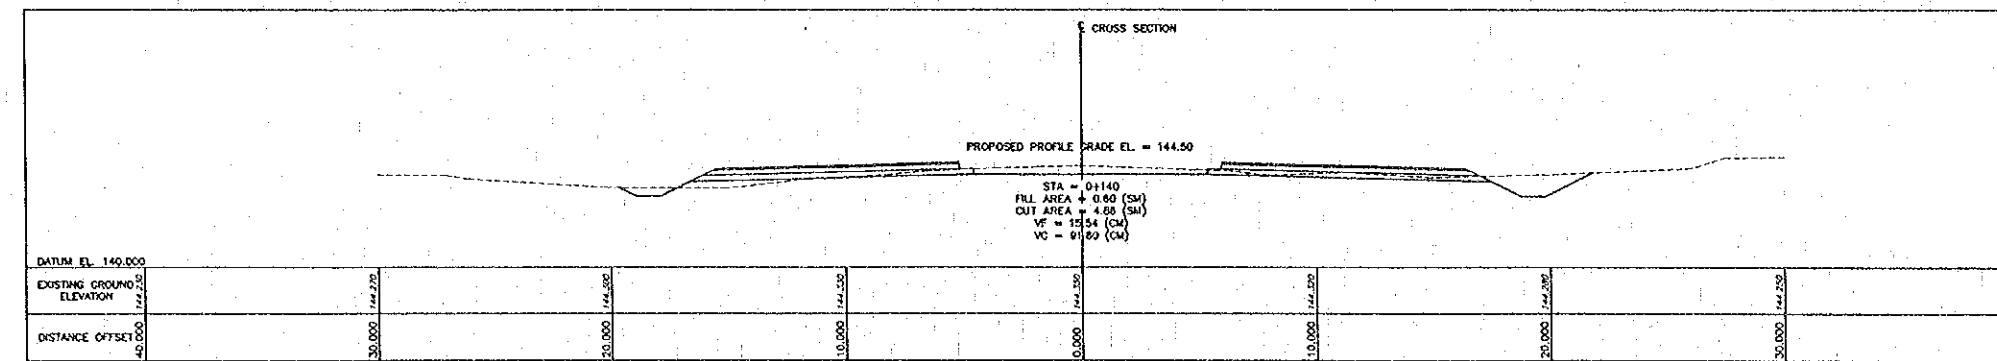 ℄ CROSS SECTION
PROPOSED PROFILE GRADE EL. = 144.50
STA = 0+140
FILL AREA = 0.60 (SM)
CUT AREA = 4.66 (SM)
VF = 15.54 (CM)
VC = 91.80 (CM)
DATUM EL. 140.000
EXISTING GROUND ELEVATION 144.270 144.300 144.330 144.350 144.320 144.280 144.250
DISTANCE OFFSET 40.000 30.000 20.000 10.000 0.000 10.000 20.000 30.000